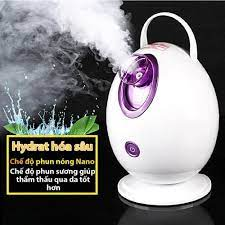 Hydrat hóa sâu
Chế độ phun nóng Nano
Chế độ phun sương giúp
thẩm thấu qua da tốt
hơn